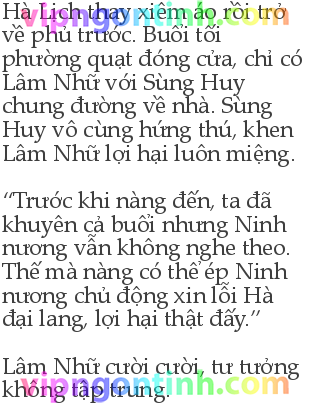 Hà Lịch thay xiêm áo rồi trở
về phủ trước. Buổi tối
phường quạt đóng cửa, chỉ có
Lâm Nhữ với Sùng Huy
chung đường về nhà. Sùng
Huy vô cùng hứng thú, khen
Lâm Nhữ lợi hại luôn miệng.
“Trước khi nàng đến, ta đã
khuyên cả buổi nhưng Ninh
nương vẫn không nghe theo.
Thế mà nàng có thể ép Ninh
nương chủ động xin lỗi Hà
đại lang, lợi hại thật đấy.”
Lâm Nhữ cười cười, tư tưởng
không tập trung.
vipngontinh.com
vipngontinh.com